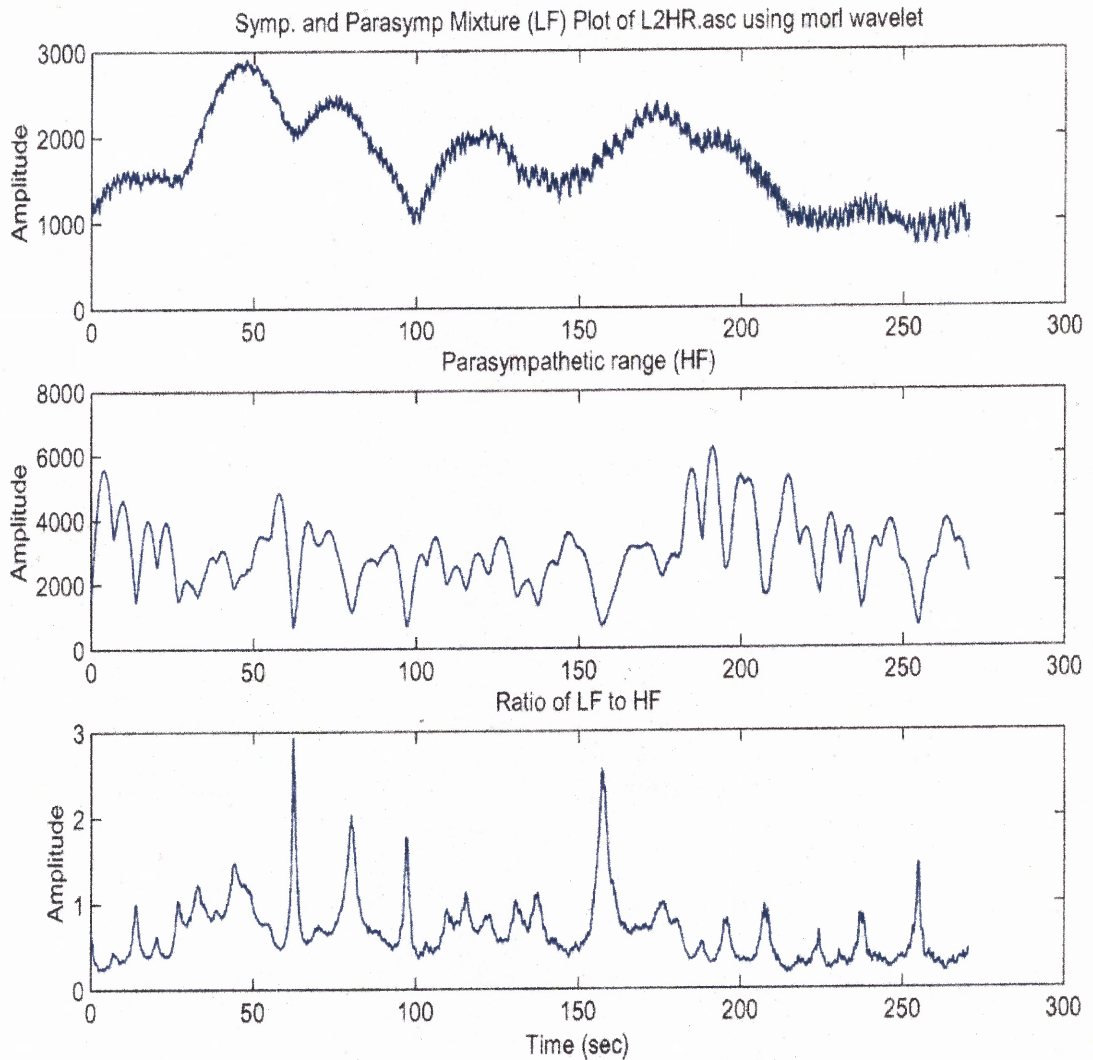 Symp. and Parasymp Mixture (LF) Plot of L2HR.asc using morl wavelet
3000
2000
1000
0
Amplitude
0 50 100 150 200 250 300
Parasympathetic range (HF)
8000
6000
4000
2000
0
Amplitude
0 50 100 150 200 250 300
Ratio of LF to HF
3
2
1
0
Amplitude
0 50 100 150 200 250 300
Time (sec)